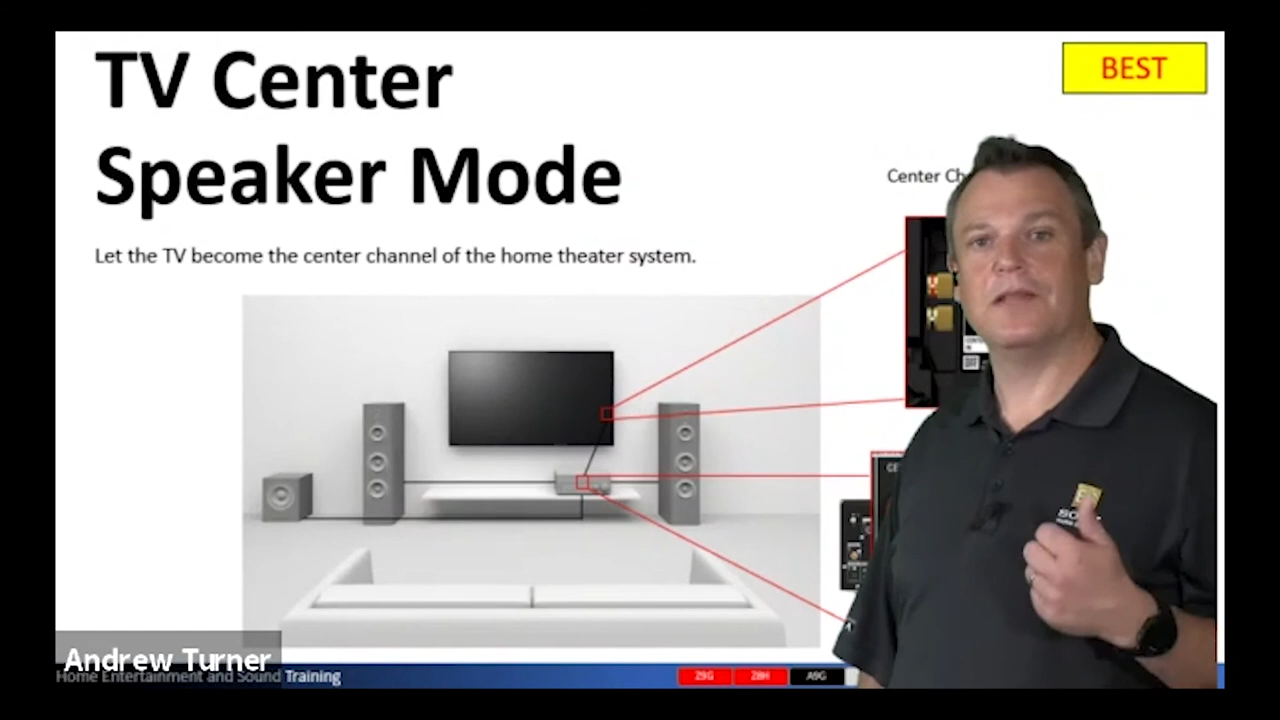 TV Center
Speaker Mode
BEST
Center
Let the TV become the center channel of the home theater system.
Andrew Turner
Home Entertainment and Sound Training
Z9G
Z8H
A9G